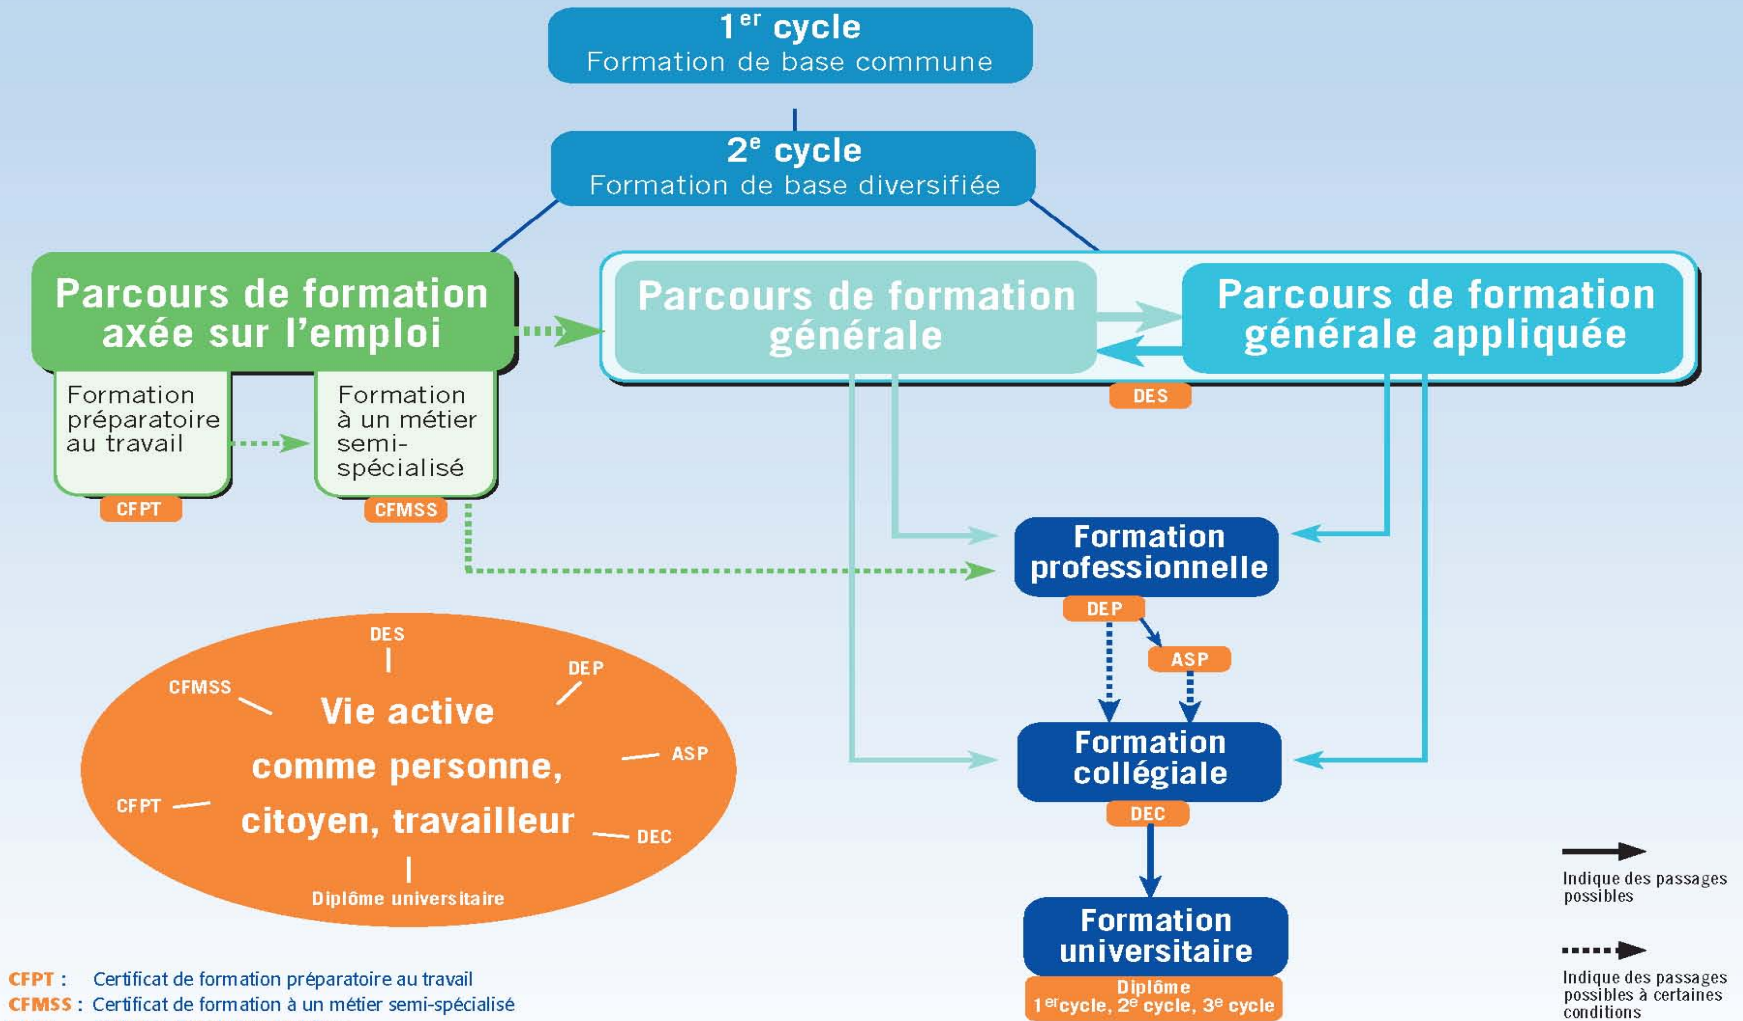 1er cycle
Formation de base commune
2e cycle
Formation de base diversifiée
Parcours de formation
axée sur l'emploi
Parcours de formation
générale
Parcours de formation
générale appliquée
DES
Formation
préparatoire
au travail
CFPT
Formation
à un métier
semi-
spécialisé
CFMSS
Formation
professionnelle
DEP
ASP
Formation
collégiale
DEC
Formation
universitaire
Diplôme
1er cycle, 2e cycle, 3e cycle
DES
DEP
CFMSS
Vie active
comme personne,
citoyen, travailleur
ASP
CFPT
DEC
Diplôme universitaire
Indique des passages
possibles
Indique des passages
possibles à certaines
conditions
CFPT : Certificat de formation préparatoire au travail
CFMSS : Certificat de formation à un métier semi-spécialisé